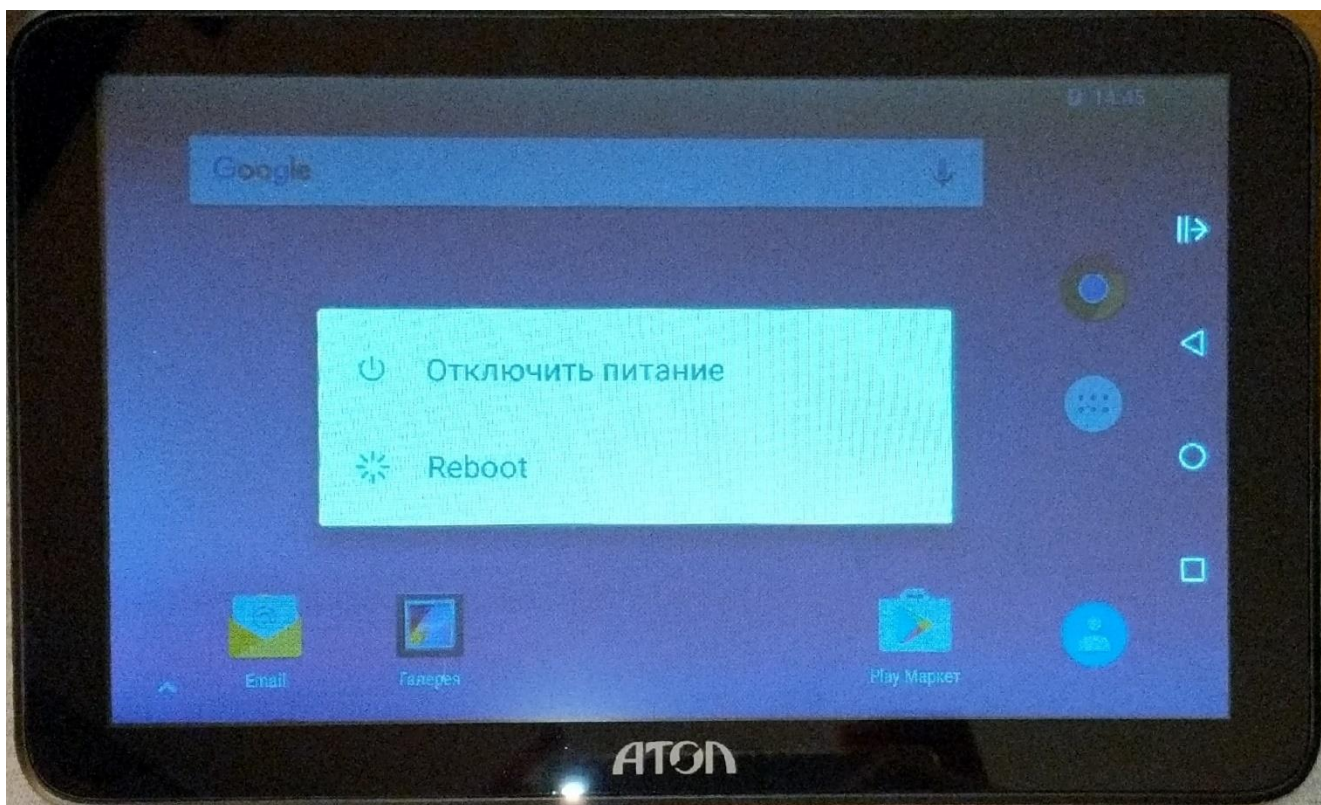 14:45
Google
Отключить питание
Reboot
Email
Галерея
Play Маркет
ATOL